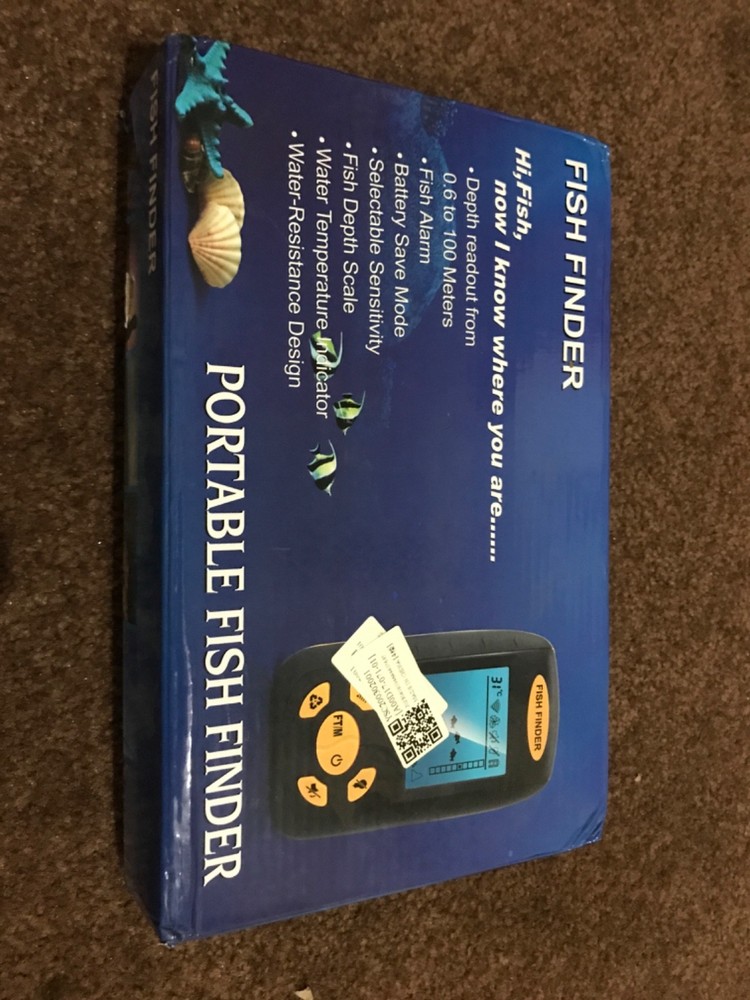 FISH FINDER
Hi,Fish,
now I know where you are......
• Depth readout from
0.6 to 100 Meters
• Fish Alarm
• Battery Save Mode
• Selectable Sensitivity
• Fish Depth Scale
• Water Temperature Indicator
• Water-Resistance Design
PORTABLE FISH FINDER
FISH FINDER
31°C
FT/M
FISH FINDER